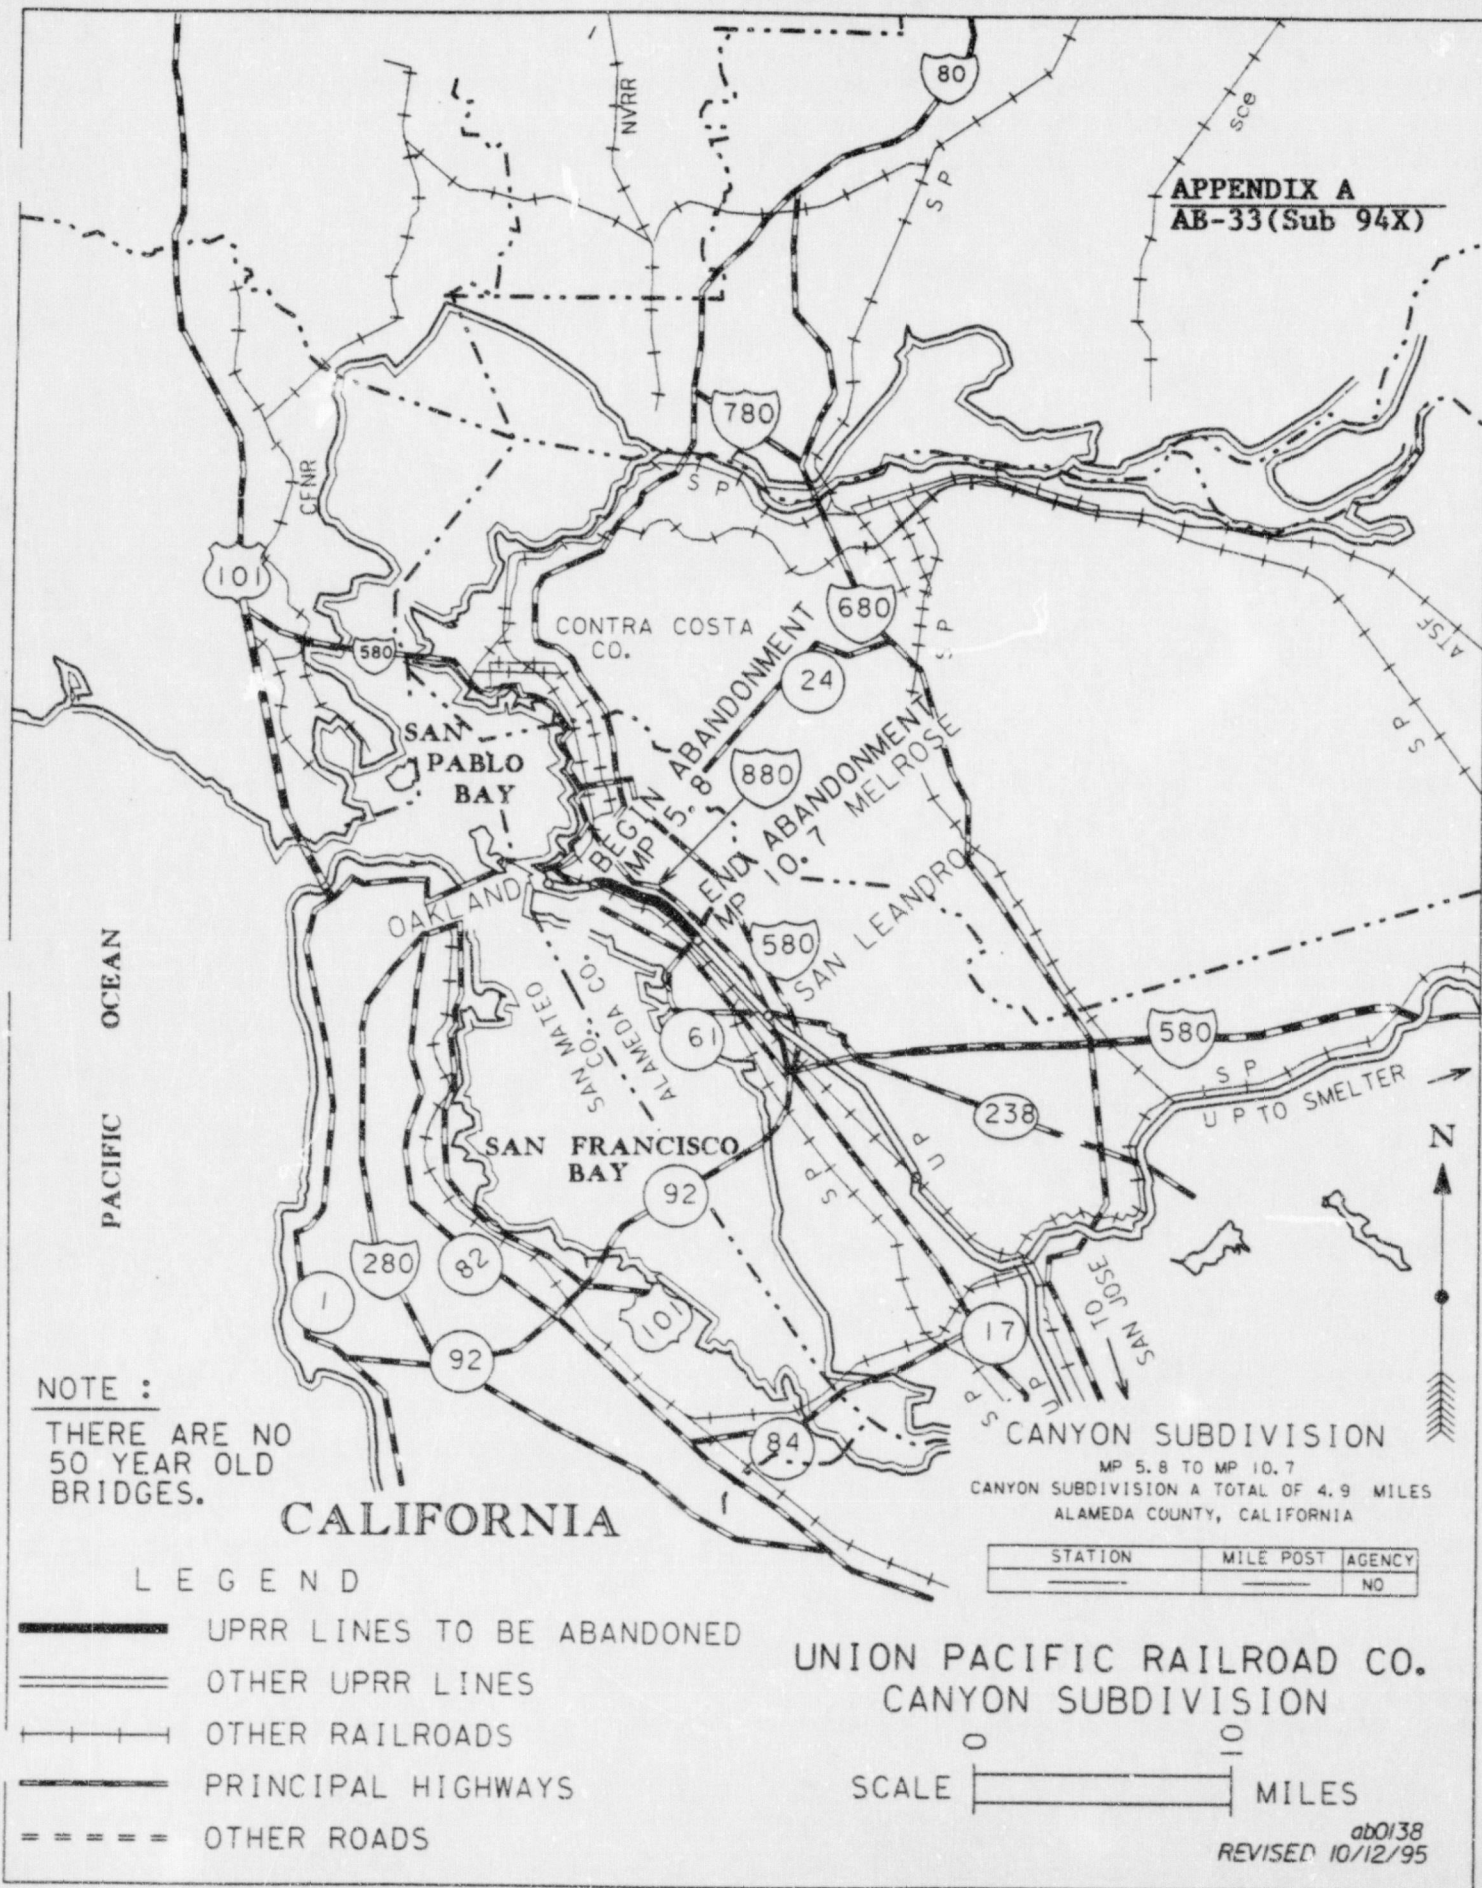 80
NVRR
sce
S P
APPENDIX A
AB-33(Sub 94X)
780
CFNR
S P
101
580
680
CONTRA COSTA
CO.
S P
ATSF
S P
24
SAN
PABLO
BAY
880
BEGIN ABANDONMENT
MP 5.8
END ABANDONMENT
MP 10.7 MELROSE
OAKLAND
580
SAN LEANDRO
PACIFIC OCEAN
SAN MATEO
CO.
ALAMEDA CO.
61
580
S P
U P TO SMELTER
238
N
SAN FRANCISCO
BAY
92
S P
UP
280
82
1
101
92
17
SAN TO JOSE
84
S P
UP
NOTE :
THERE ARE NO
50 YEAR OLD
BRIDGES.
CALIFORNIA
CANYON SUBDIVISION
MP 5.8 TO MP 10.7
CANYON SUBDIVISION A TOTAL OF 4.9 MILES
ALAMEDA COUNTY, CALIFORNIA
STATION MILE POST AGENCY
NO
LEGEND
UPRR LINES TO BE ABANDONED
OTHER UPRR LINES
OTHER RAILROADS
PRINCIPAL HIGHWAYS
OTHER ROADS
UNION PACIFIC RAILROAD CO.
CANYON SUBDIVISION
0 10
SCALE MILES
ab0138
REVISED 10/12/95